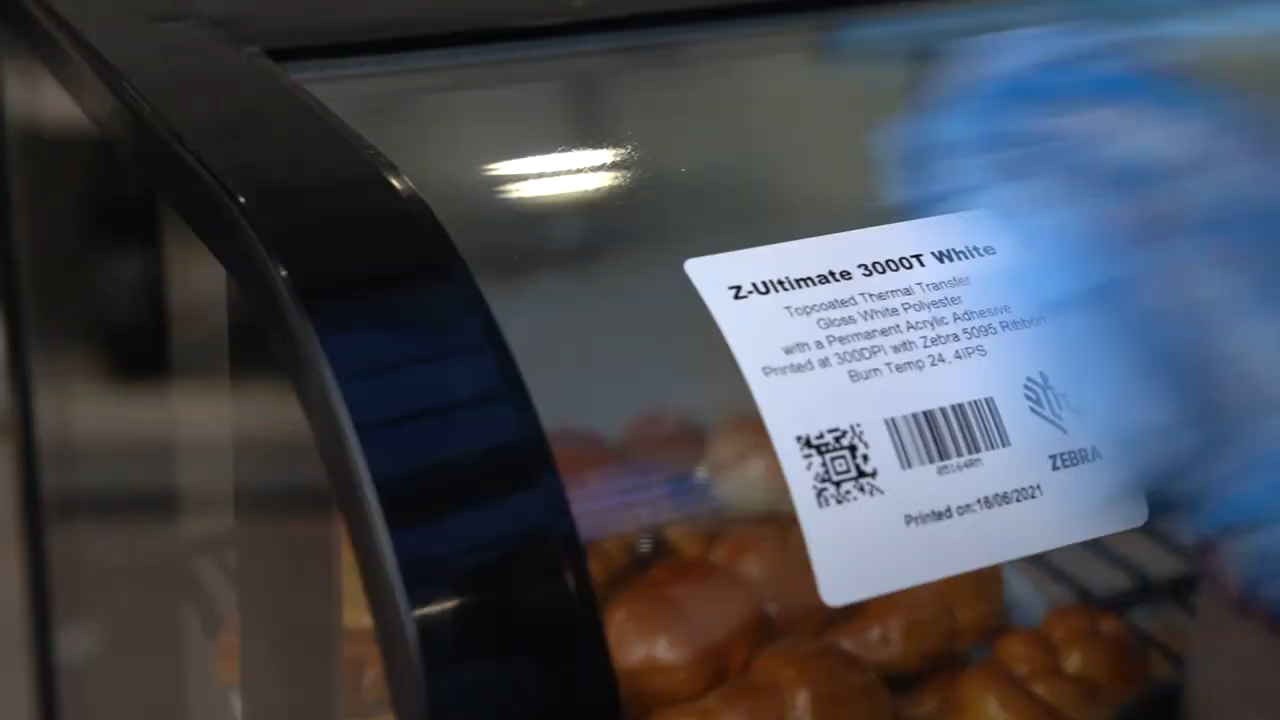 Z-Ultimate 3000T White
Topcoated Thermal Transfer
Gloss White Polyester
with a Permanent Acrylic Adhesive
Printed at 300DPI with Zebra 5095 Ribbon
Burn Temp 24, 4IPS
ZEBRA
Printed on:18/06/2021